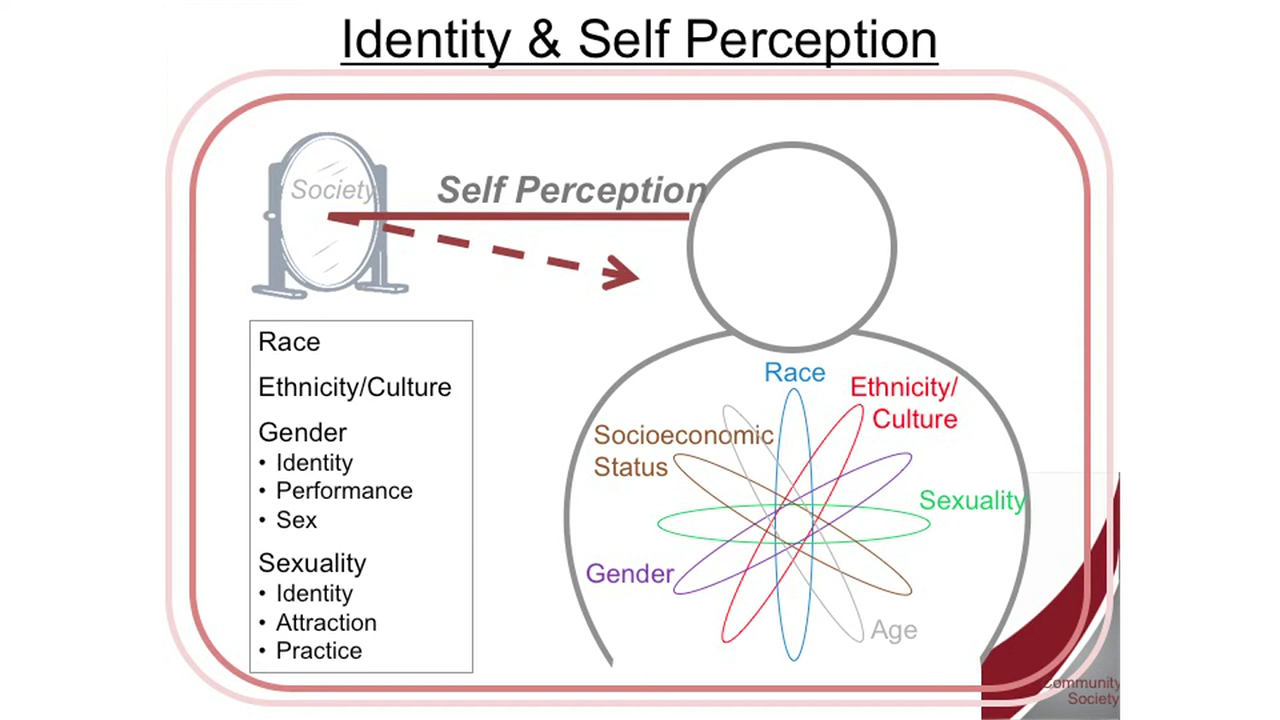 Identity & Self Perception
Society
Self Perception
Race
Ethnicity/Culture
Gender
• Identity
• Performance
• Sex
Sexuality
• Identity
• Attraction
• Practice
Race
Ethnicity/
Culture
Socioeconomic
Status
Sexuality
Gender
Age
Community
Society